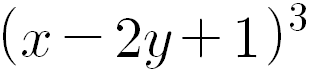 (x − 2y + 1)³